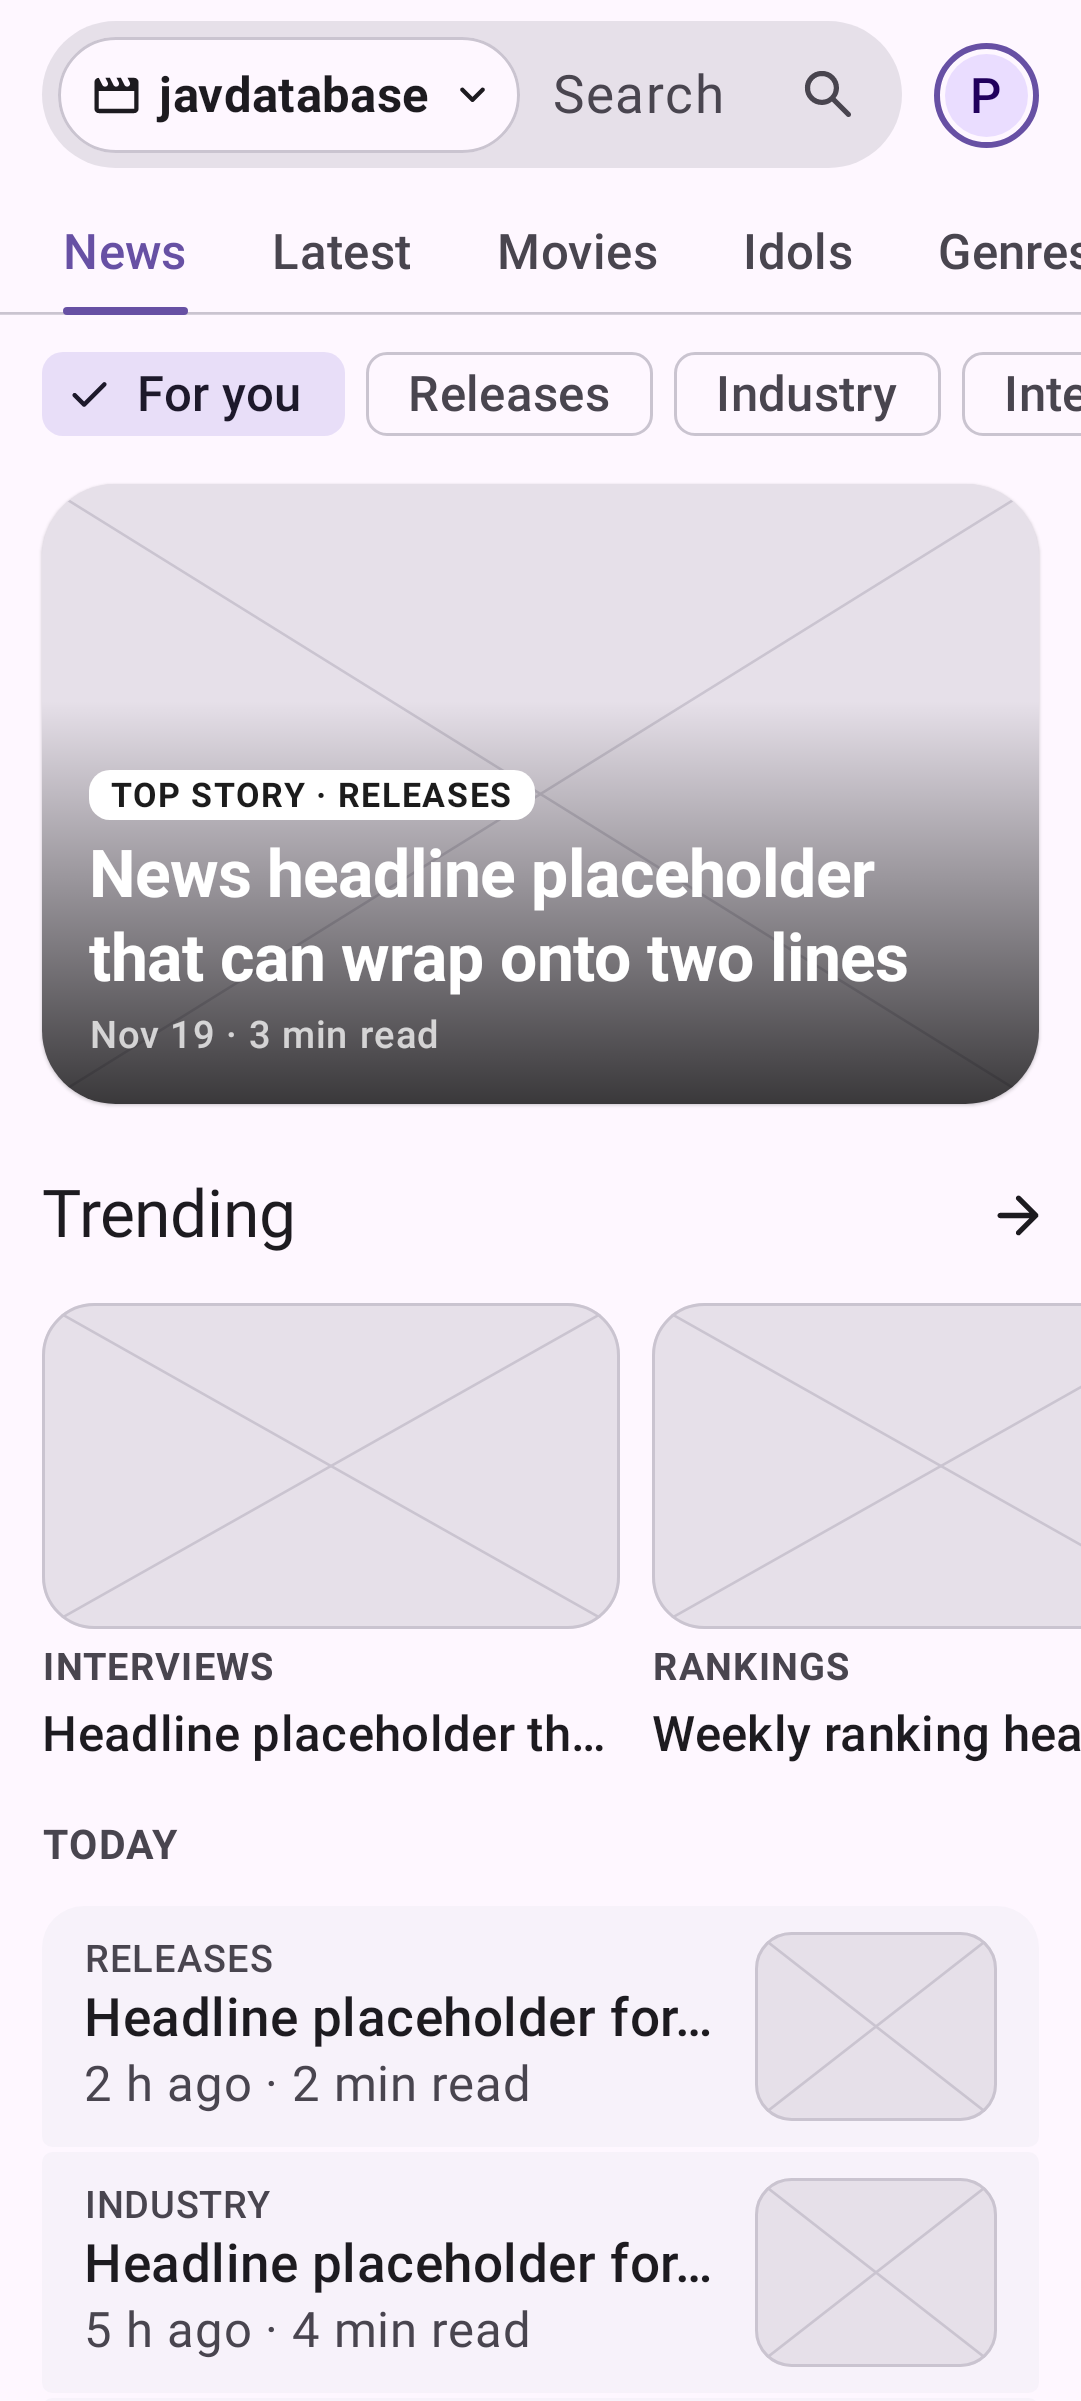 javdatabase
Search
P
News
Latest
Movies
Idols
Genres
For you
Releases
Industry
Inte
TOP STORY · RELEASES
News headline placeholder
that can wrap onto two lines
Nov 19 · 3 min read
Trending
INTERVIEWS
Headline placeholder th…
RANKINGS
Weekly ranking hea
TODAY
RELEASES
Headline placeholder for…
2 h ago · 2 min read
INDUSTRY
Headline placeholder for…
5 h ago · 4 min read